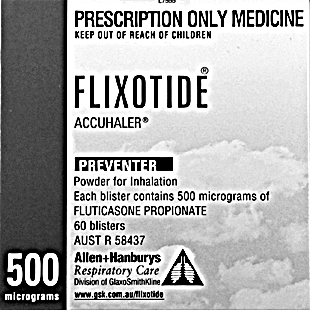 PRESCRIPTION ONLY MEDICINE
KEEP OUT OF REACH OF CHILDREN
FLIXOTIDE®
ACCUHALER®
PREVENTER
Powder for Inhalation
Each blister contains 500 micrograms of
FLUTICASONE PROPIONATE
60 blisters
AUST R 58437
500
micrograms
Allen+Hanburys
Respiratory Care
Division of GlaxoSmithKline
www.gsk.com.au/flixotide